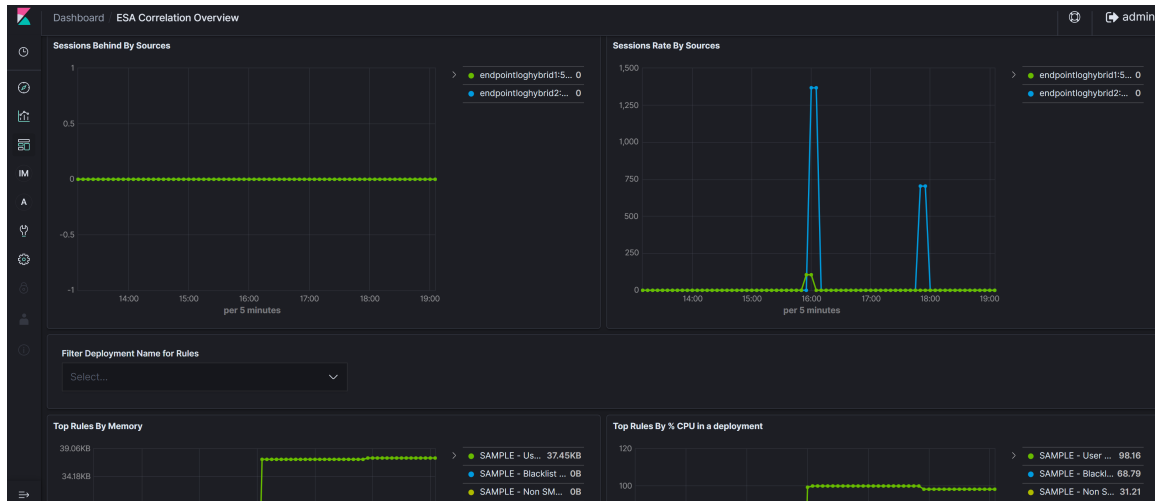 Dashboard / ESA Correlation Overview
admin
IM
A
Sessions Behind By Sources
1
0.5
0
-0.5
-1
14:00 15:00 16:00 17:00 18:00 19:00
per 5 minutes
endpointloghybrid1:5... 0
endpointloghybrid2:... 0
Sessions Rate By Sources
1,500
1,250
1,000
750
500
250
0
14:00 15:00 16:00 17:00 18:00 19:00
per 5 minutes
endpointloghybrid1:5... 0
endpointloghybrid2:... 0
Filter Deployment Name for Rules
Select...
Top Rules By Memory
39.06KB
34.18KB
SAMPLE - Us... 37.45KB
SAMPLE - Blacklist ... 0B
SAMPLE - Non SM... 0B
Top Rules By % CPU in a deployment
120
100
SAMPLE - User ... 98.16
SAMPLE - Blackl... 68.79
SAMPLE - Non S... 31.21